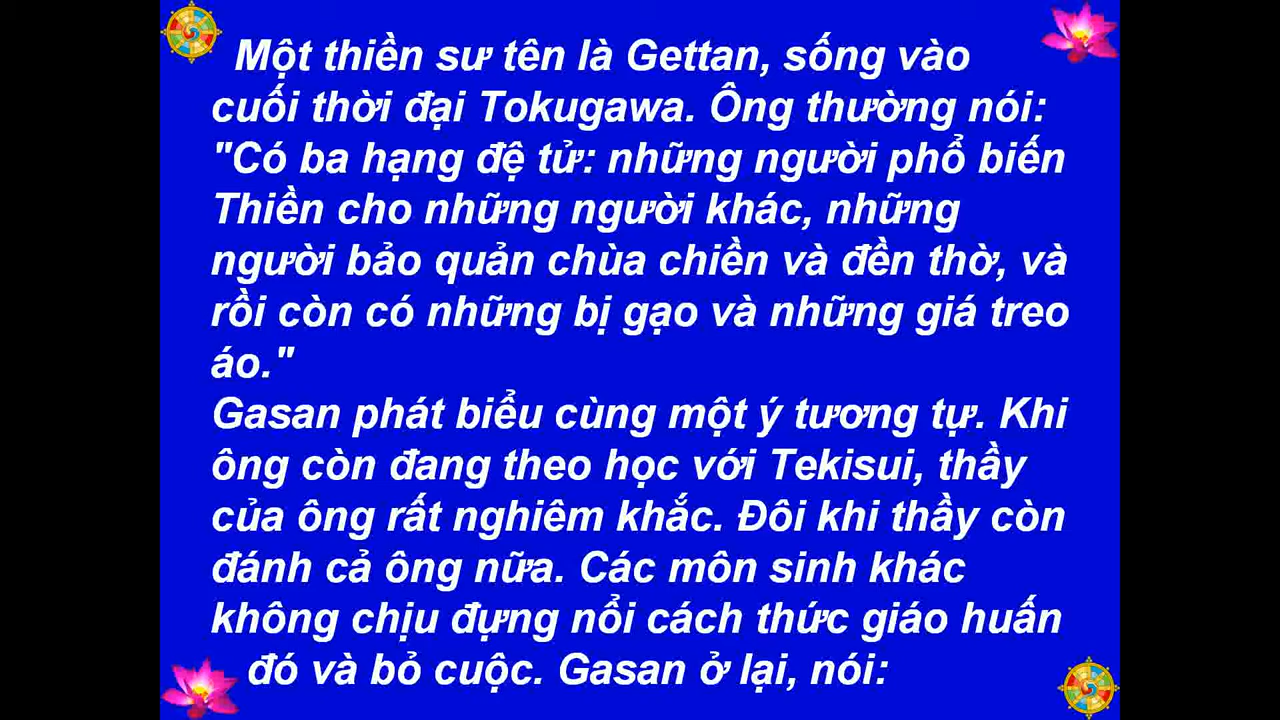 Một thiền sư tên là Gettan, sống vào
cuối thời đại Tokugawa. Ông thường nói:
"Có ba hạng đệ tử: những người phổ biến
Thiền cho những người khác, những
người bảo quản chùa chiền và đền thờ, và
rồi còn có những bị gạo và những giá treo
áo."
Gasan phát biểu cùng một ý tương tự. Khi
ông còn đang theo học với Tekisui, thầy
của ông rất nghiêm khắc. Đôi khi thầy còn
đánh cả ông nữa. Các môn sinh khác
không chịu đựng nổi cách thức giáo huấn
đó và bỏ cuộc. Gasan ở lại, nói: